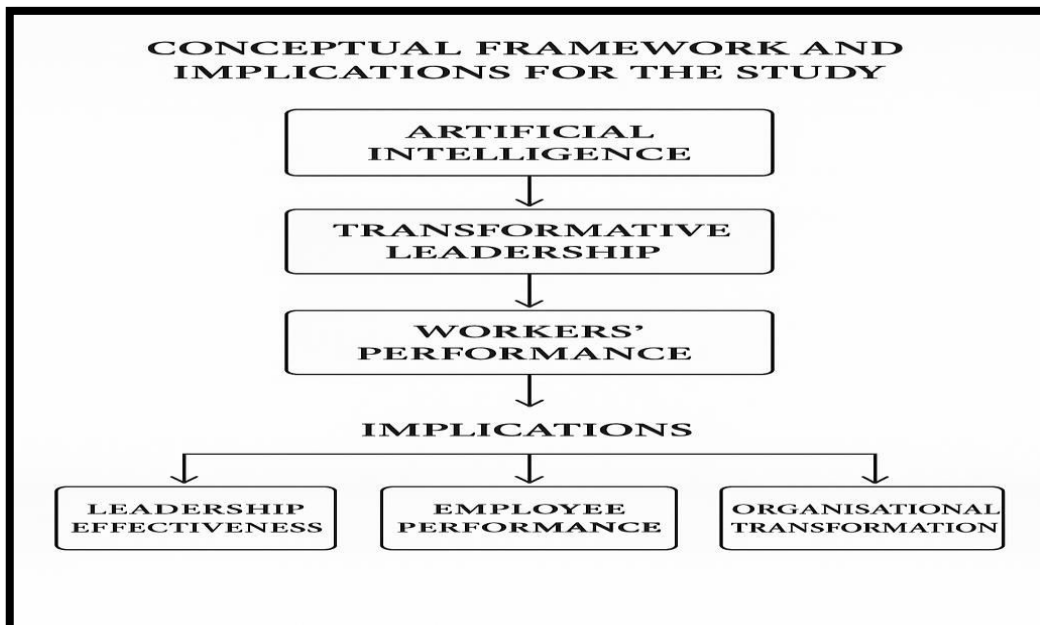 CONCEPTUAL FRAMEWORK AND
IMPLICATIONS FOR THE STUDY
ARTIFICIAL
INTELLIGENCE
TRANSFORMATIVE
LEADERSHIP
WORKERS’
PERFORMANCE
IMPLICATIONS
LEADERSHIP
EFFECTIVENESS
EMPLOYEE
PERFORMANCE
ORGANISATIONAL
TRANSFORMATION